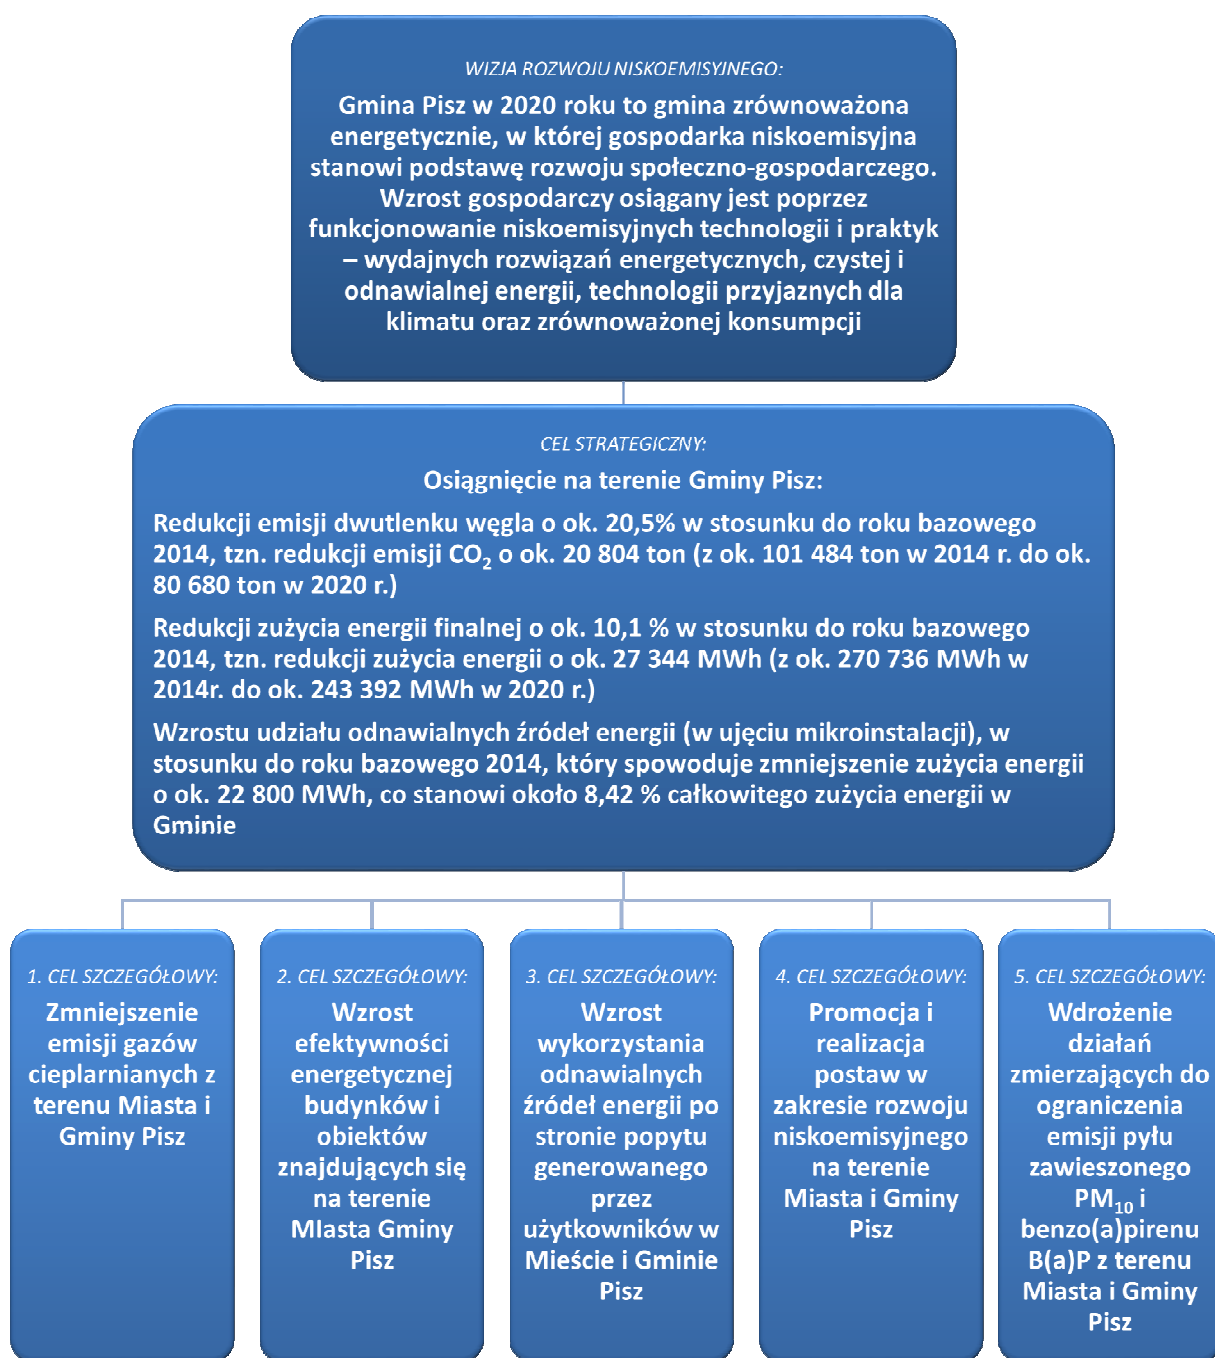 WIZJA ROZWOJU NISKOEMISYJNEGO:
Gmina Pisz w 2020 roku to gmina zrównoważona
energetycznie, w której gospodarka niskoemisyjna
stanowi podstawę rozwoju społeczno-gospodarczego.
Wzrost gospodarczy osiągany jest poprzez
funkcjonowanie niskoemisyjnych technologii i praktyk
– wydajnych rozwiązań energetycznych, czystej i
odnawialnej energii, technologii przyjaznych dla
klimatu oraz zrównoważonej konsumpcji
CEL STRATEGICZNY:
Osiągnięcie na terenie Gminy Pisz:
Redukcji emisji dwutlenku węgla o ok. 20,5% w stosunku do roku bazowego
2014, tzn. redukcji emisji CO₂ o ok. 20 804 ton (z ok. 101 484 ton w 2014 r. do ok.
80 680 ton w 2020 r.)
Redukcji zużycia energii finalnej o ok. 10,1 % w stosunku do roku bazowego
2014, tzn. redukcji zużycia energii o ok. 27 344 MWh (z ok. 270 736 MWh w
2014r. do ok. 243 392 MWh w 2020 r.)
Wzrostu udziału odnawialnych źródeł energii (w ujęciu mikroinstalacji), w
stosunku do roku bazowego 2014, który spowoduje zmniejszenie zużycia energii
o ok. 22 800 MWh, co stanowi około 8,42 % całkowitego zużycia energii w
Gminie
1. CEL SZCZEGÓŁOWY:
Zmniejszenie
emisji gazów
cieplarnianych z
terenu Miasta i
Gminy Pisz
2. CEL SZCZEGÓŁOWY:
Wzrost
efektywności
energetycznej
budynków i
obiektów
znajdujących się
na terenie
MIasta Gminy
Pisz
3. CEL SZCZEGÓŁOWY:
Wzrost
wykorzystania
odnawialnych
źródeł energii po
stronie popytu
generowanego
przez
użytkowników w
Mieście i Gminie
Pisz
4. CEL SZCZEGÓŁOWY:
Promocja i
realizacja
postaw w
zakresie rozwoju
niskoemisyjnego
na terenie
Miasta i Gminy
Pisz
5. CEL SZCZEGÓŁOWY:
Wdrożenie
działań
zmierzających do
ograniczenia
emisji pyłu
zawieszonego
PM₁₀ i
benzo(a)pirenu
B(a)P z terenu
Miasta i Gminy
Pisz